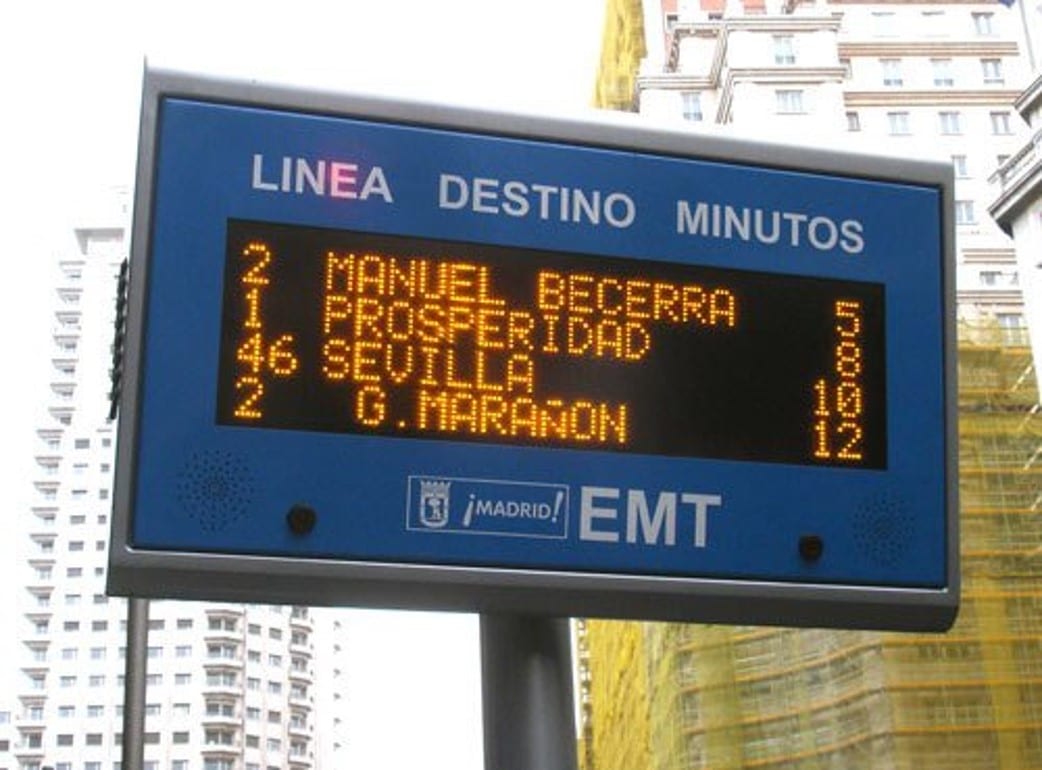 LINEA DESTINO MINUTOS
2 MANUEL BECERRA 5
1 PROSPERIDAD 8
46 SEVILLA 10
2 G.MARAÑON 12
¡MADRID! EMT